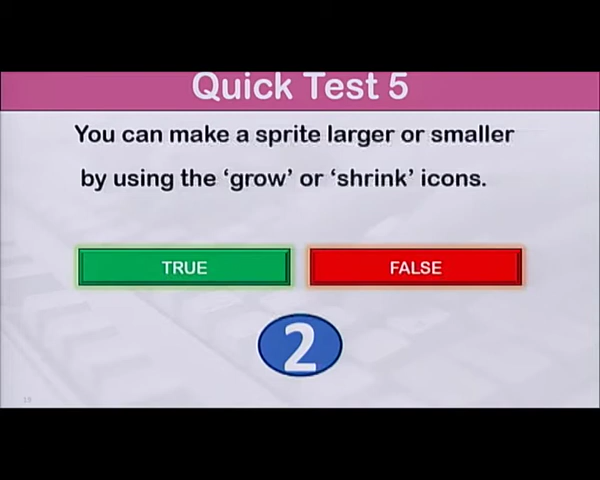 Quick Test 5
You can make a sprite larger or smaller
by using the ‘grow’ or ‘shrink’ icons.
TRUE
FALSE
2
19